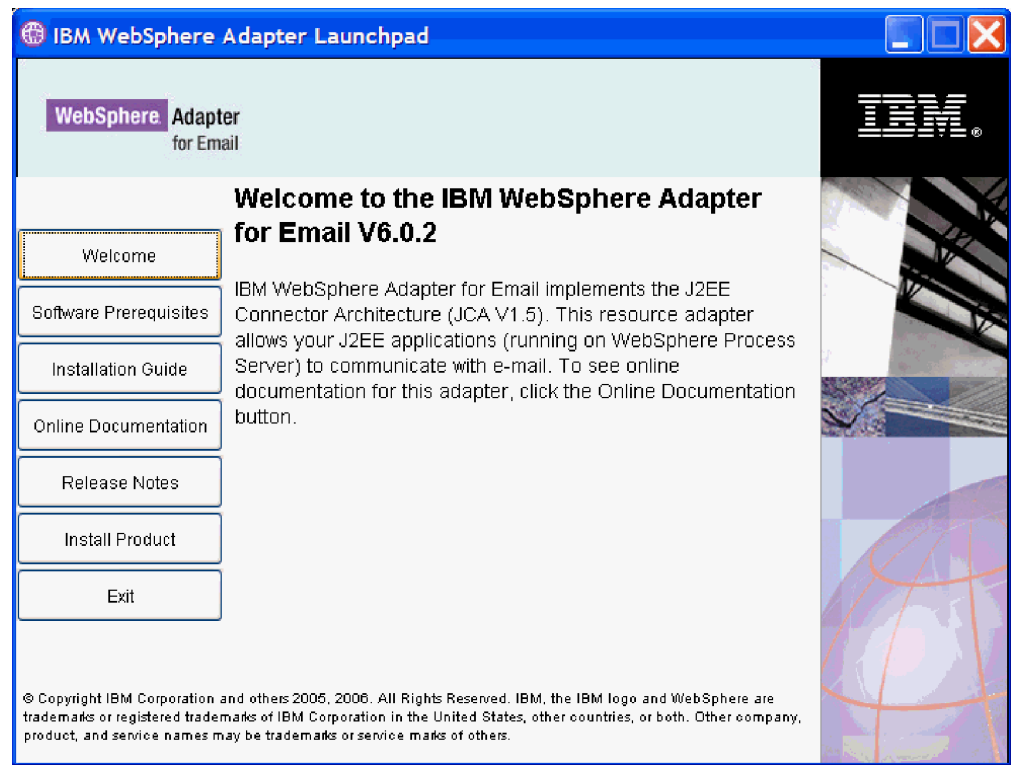 IBM WebSphere Adapter Launchpad
WebSphere Adapter
for Email
IBM®
Welcome to the IBM WebSphere Adapter
for Email V6.0.2
IBM WebSphere Adapter for Email implements the J2EE
Connector Architecture (JCA V1.5). This resource adapter
allows your J2EE applications (running on WebSphere Process
Server) to communicate with e-mail. To see online
documentation for this adapter, click the Online Documentation
button.
Welcome
Software Prerequisites
Installation Guide
Online Documentation
Release Notes
Install Product
Exit
© Copyright IBM Corporation and others 2005, 2006. All Rights Reserved. IBM, the IBM logo and WebSphere are
trademarks or registered trademarks of IBM Corporation in the United States, other countries, or both. Other company,
product, and service names may be trademarks or service marks of others.